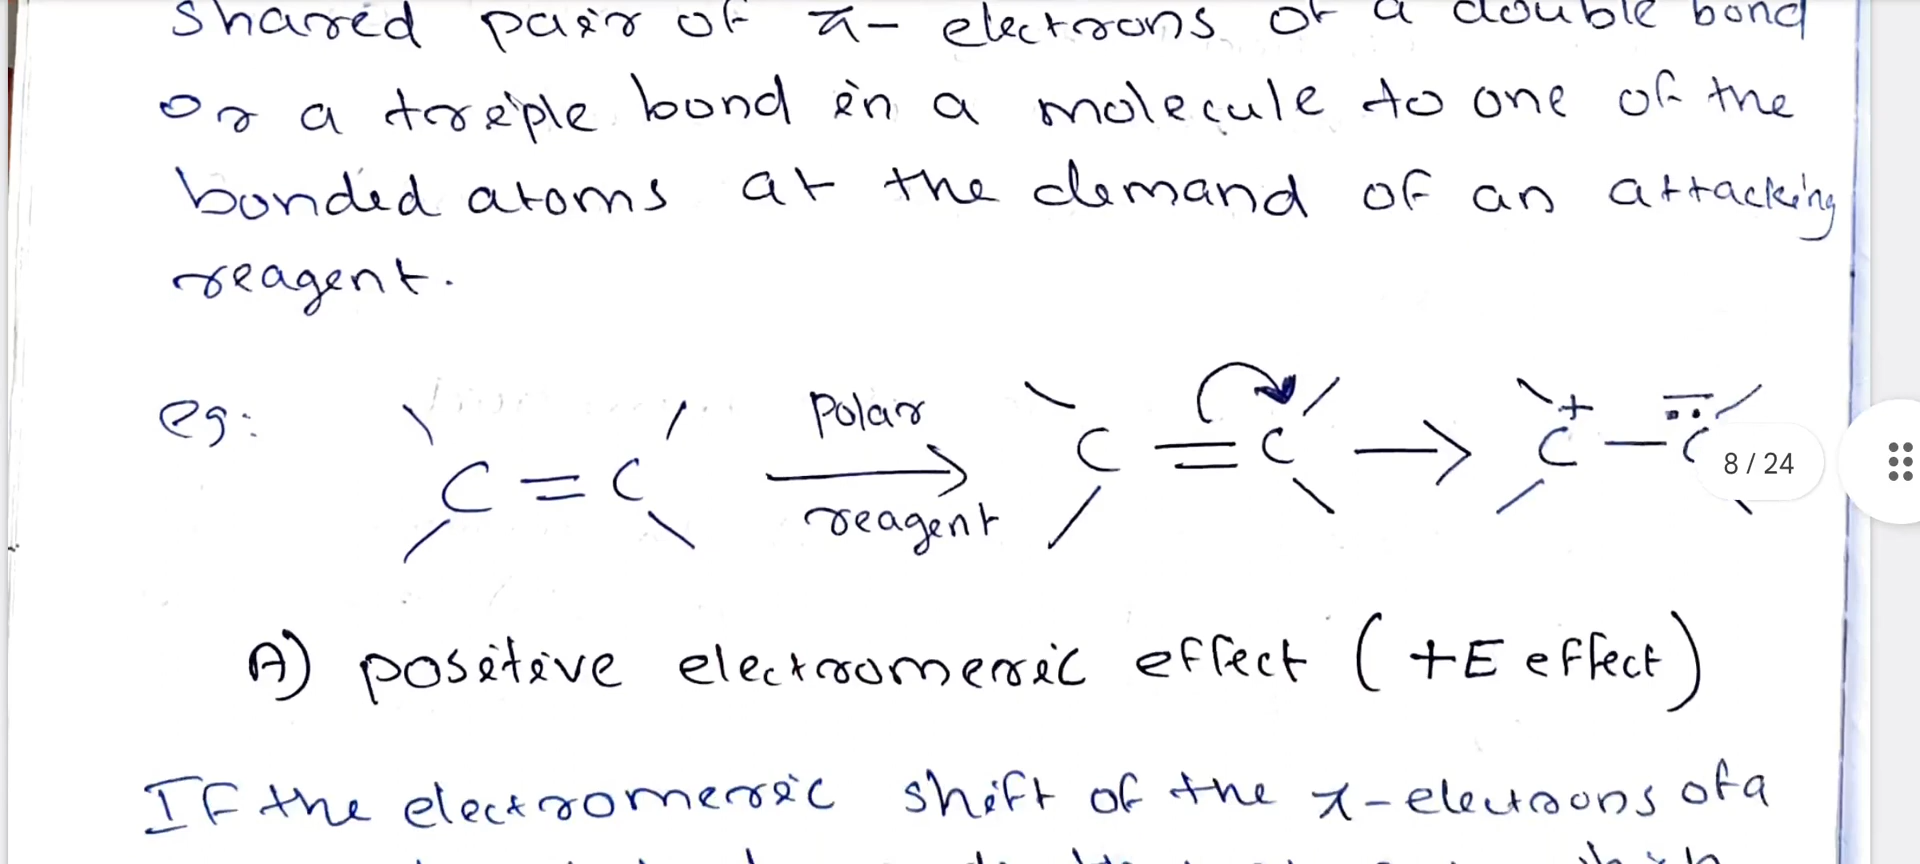 shared pair of π- electrons of a double bond
or a treiple bond in a molecule to one of the
bonded atoms at the demand of an attacking
reagent.
eg: C = C Polar reagent → C = C → C⁺ — C̅̈
8 / 24
A) positive electromeric effect (+E effect)
If the electromeric shift of the π-electrons of a